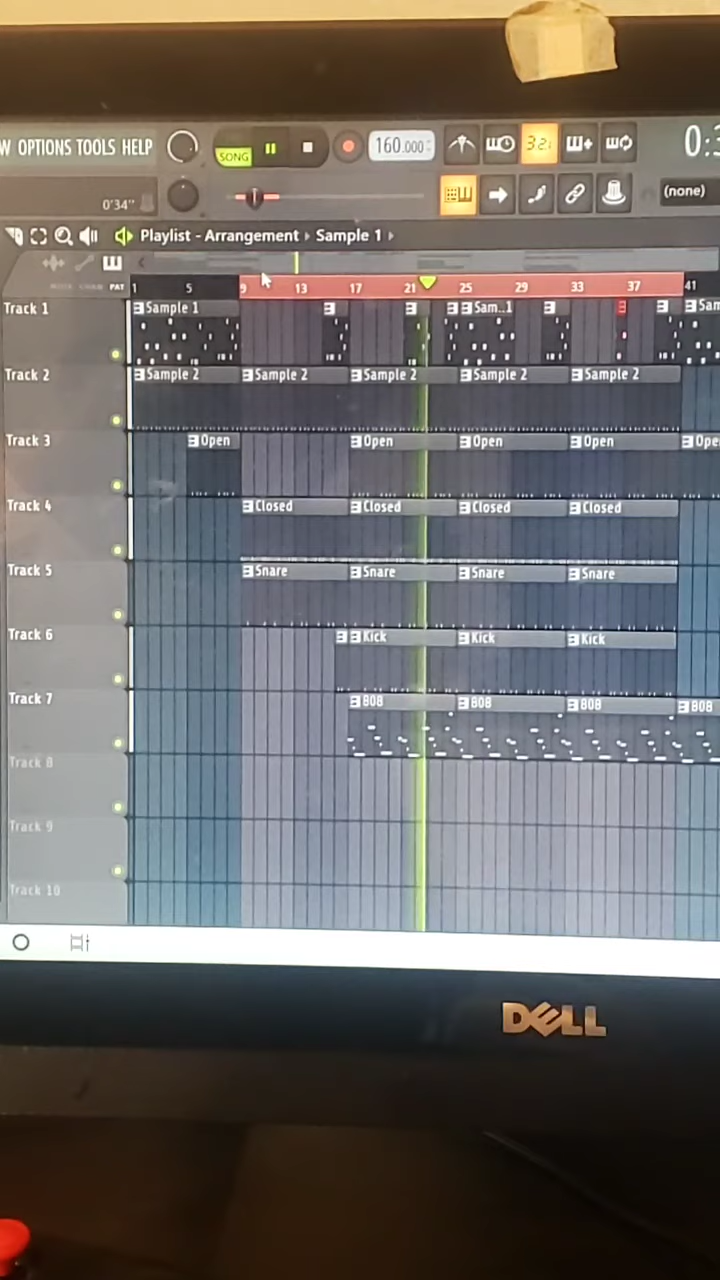 W OPTIONS TOOLS HELP
SONG
160.000
32
0:
0'34"
(none)
Playlist - Arrangement › Sample 1 ›
PAT
1 5 9 13 17 21 25 29 33 37 41
Track 1
Sample 1
Sam..1
Sam
Track 2
Sample 2 Sample 2 Sample 2 Sample 2 Sample 2
Track 3
Open Open Open Open Ope
Track 4
Closed Closed Closed Closed
Track 5
Snare Snare Snare Snare
Track 6
Kick Kick Kick
Track 7
808 808 808 808
Track 8
Track 9
Track 10
DELL